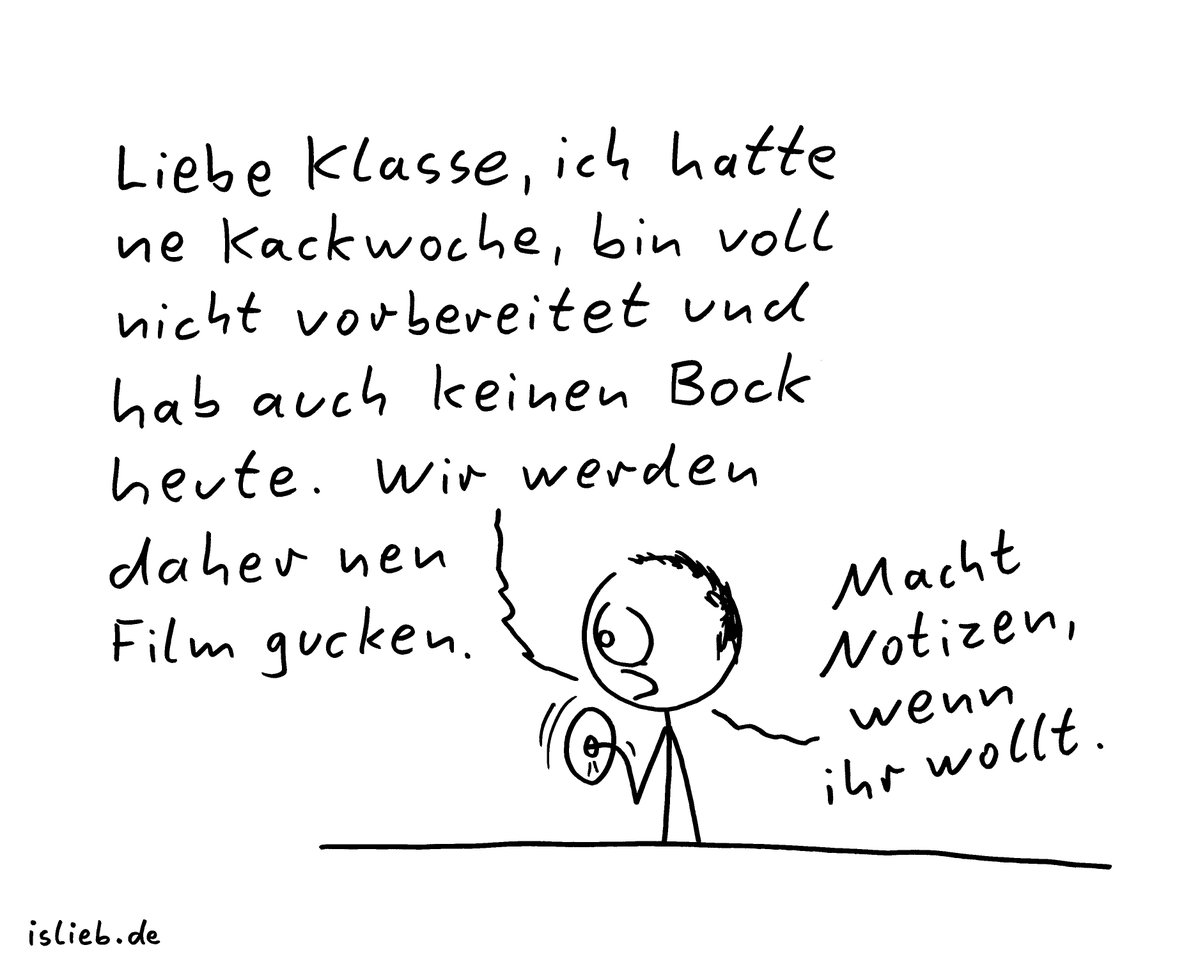 Liebe Klasse, ich hatte
ne Kackwoche, bin voll
nicht vorbereitet und
hab auch keinen Bock
heute. Wir werden
daher nen
Film gucken.
Macht
Notizen,
wenn
ihr wollt.
islieb.de